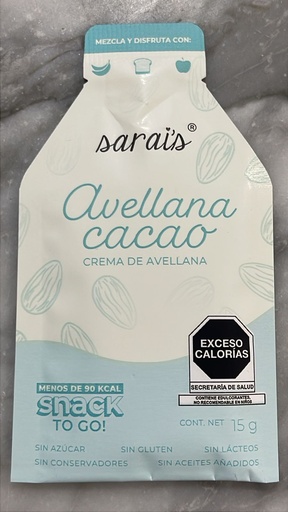 MEZCLA Y DISFRUTA CON:
sarai's®
Avellana
cacao
CREMA DE AVELLANA
EXCESO
CALORÍAS
SECRETARÍA DE SALUD
CONTIENE EDULCORANTES,
NO RECOMENDABLE EN NIÑOS
MENOS DE 90 KCAL
snack
TO GO!
CONT. NET 15 g
SIN AZÚCAR SIN GLUTEN SIN LÁCTEOS
SIN CONSERVADORES SIN ACEITES AÑADIDOS